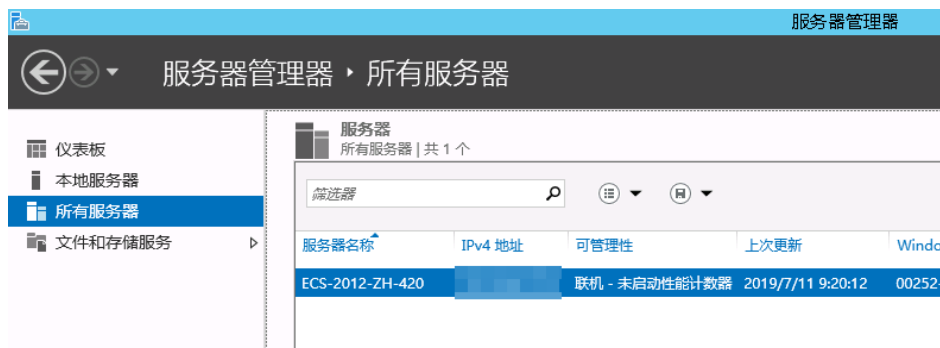 服务器管理器
服务器管理器 · 所有服务器
仪表板
本地服务器
所有服务器
文件和存储服务
服务器
所有服务器 | 共 1 个
筛选器
服务器名称 IPv4 地址 可管理性 上次更新 Windo
ECS-2012-ZH-420 联机 - 未启动性能计数器 2019/7/11 9:20:12 00252-